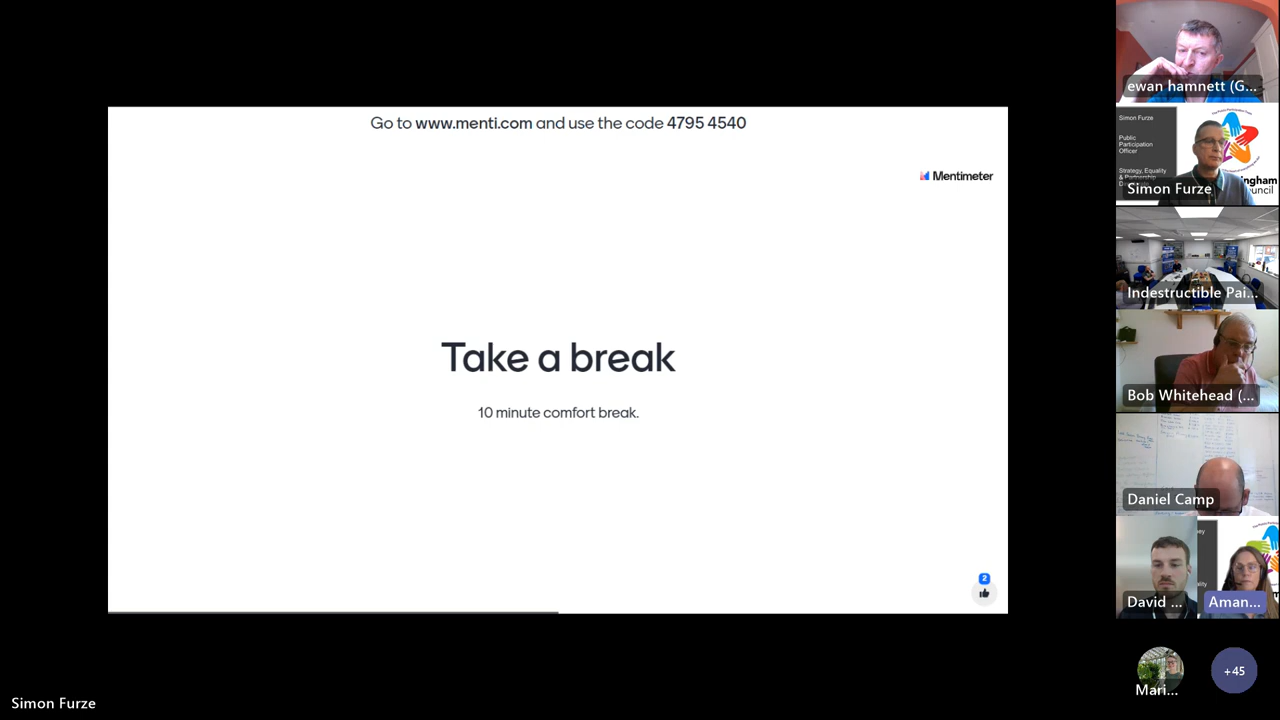 Go to www.menti.com and use the code 4795 4540
Mentimeter
Take a break
10 minute comfort break.
2
ewan hamnett (G...
Simon Furze
Public
Participation
Officer
Strategy, Equality
& Partnership
Simon Furze
ingham
ouncil
Indestructible Pai...
Bob Whitehead (...
Daniel Camp
David ...
Aman...
Mari...
+45
Simon Furze